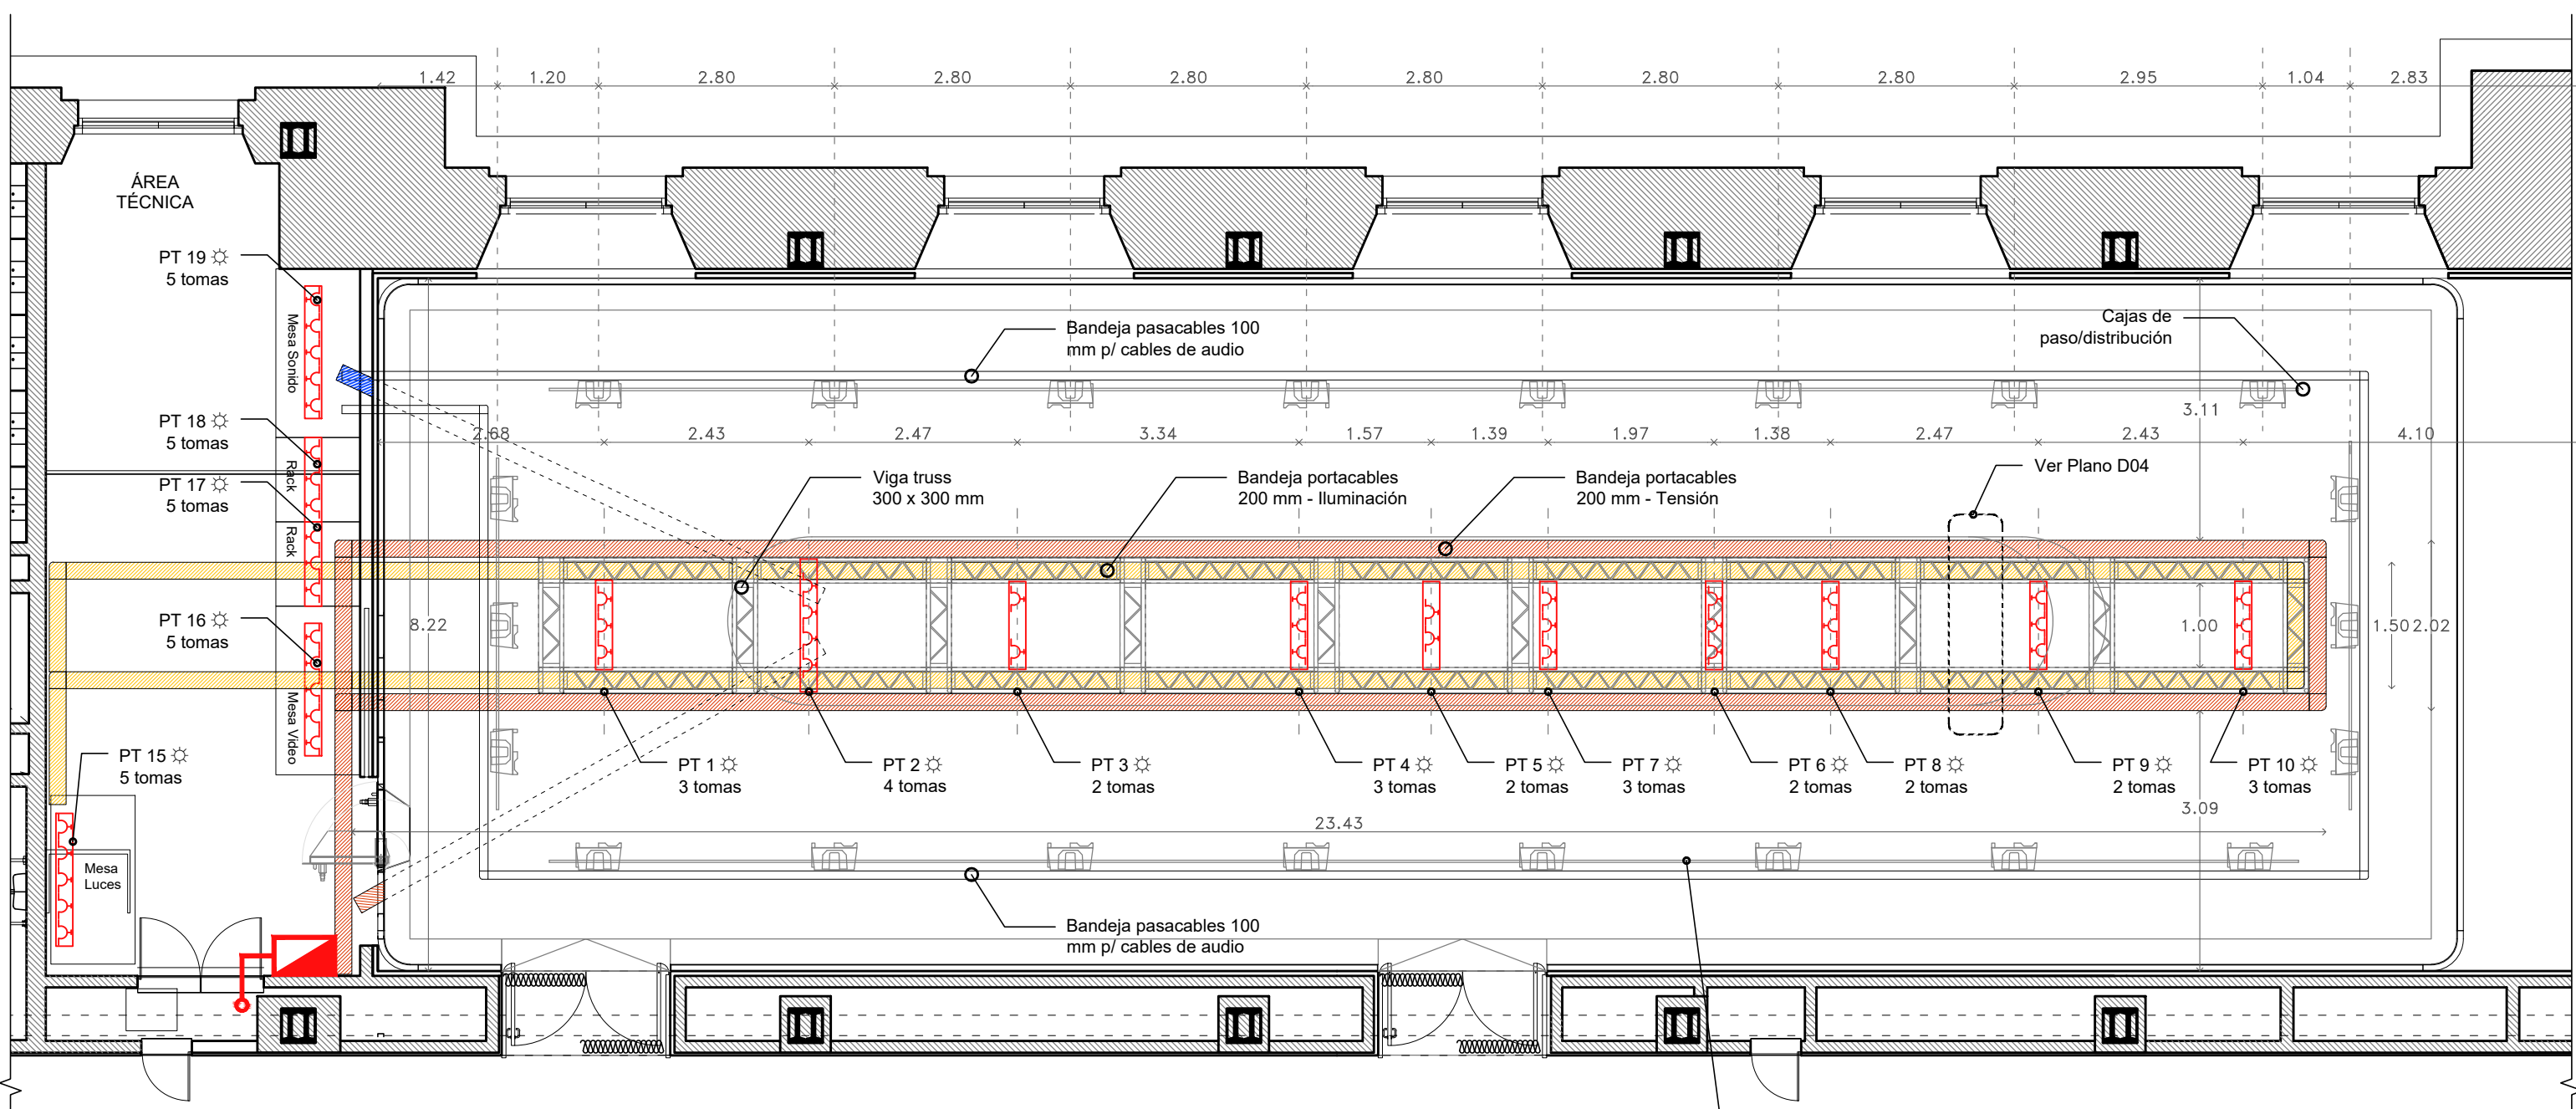 1.42
1.20
2.80
2.80
2.80
2.80
2.80
2.80
2.95
1.04
2.83
ÁREA
TÉCNICA
PT 19
5 tomas
Mesa Sonido
PT 18
5 tomas
Rack
PT 17
5 tomas
Rack
PT 16
5 tomas
Mesa Video
PT 15
5 tomas
Mesa
Luces
Bandeja pasacables 100
mm p/ cables de audio
Cajas de
paso/distribución
3.11
2.68
2.43
2.47
3.34
1.57
1.39
1.97
1.38
2.47
2.43
4.10
Viga truss
300 x 300 mm
Bandeja portacables
200 mm - Iluminación
Bandeja portacables
200 mm - Tensión
Ver Plano D04
8.22
1.00
1.50
2.02
PT 1
3 tomas
PT 2
4 tomas
PT 3
2 tomas
PT 4
3 tomas
PT 5
2 tomas
PT 7
3 tomas
PT 6
2 tomas
PT 8
2 tomas
PT 9
2 tomas
PT 10
3 tomas
3.09
23.43
Bandeja pasacables 100
mm p/ cables de audio